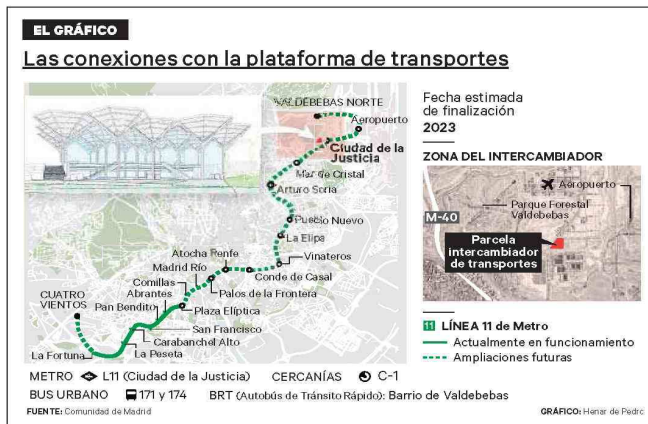 EL GRÁFICO
Las conexiones con la plataforma de transportes
VALDEBEBAS NORTE
Aeropuerto
Ciudad de la
Justicia
Mar de Cristal
Arturo Soria
Pueblo Nuevo
La Elipa
Vinateros
Conde de Casal
Atocha Renfe
Madrid Río
Palos de la Frontera
Comillas
Abrantes
Plaza Elíptica
Pan Bendito
CUATRO
VIENTOS
San Francisco
Carabanchel Alto
La Peseta
La Fortuna
Fecha estimada
de finalización
2023
ZONA DEL INTERCAMBIADOR
Aeropuerto
Parque Forestal
Valdebebas
M-40
Parcela
intercambiador
de transportes
11 LÍNEA 11 de Metro
Actualmente en funcionamiento
Ampliaciones futuras
METRO L11 (Ciudad de la Justicia) CERCANÍAS C-1
BUS URBANO 171 y 174 BRT (Autobús de Tránsito Rápido): Barrio de Valdebebas
FUENTE: Comunidad de Madrid
GRÁFICO: Henar de Pedro